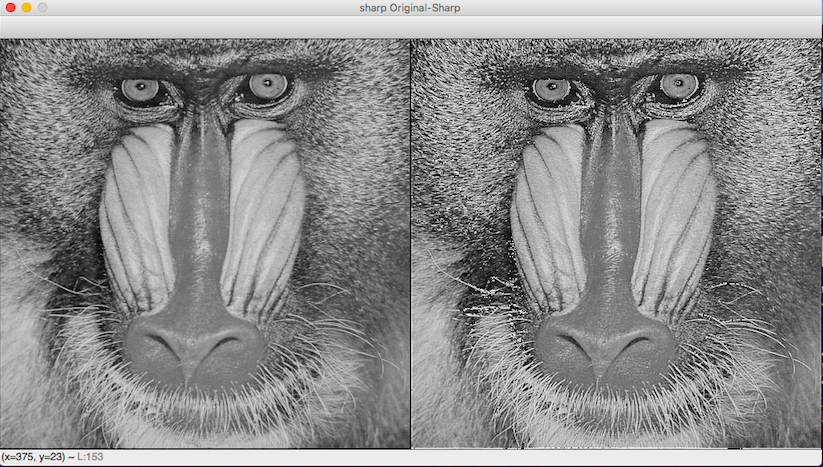 sharp Original-Sharp
(x=375, y=23) ~ L:153